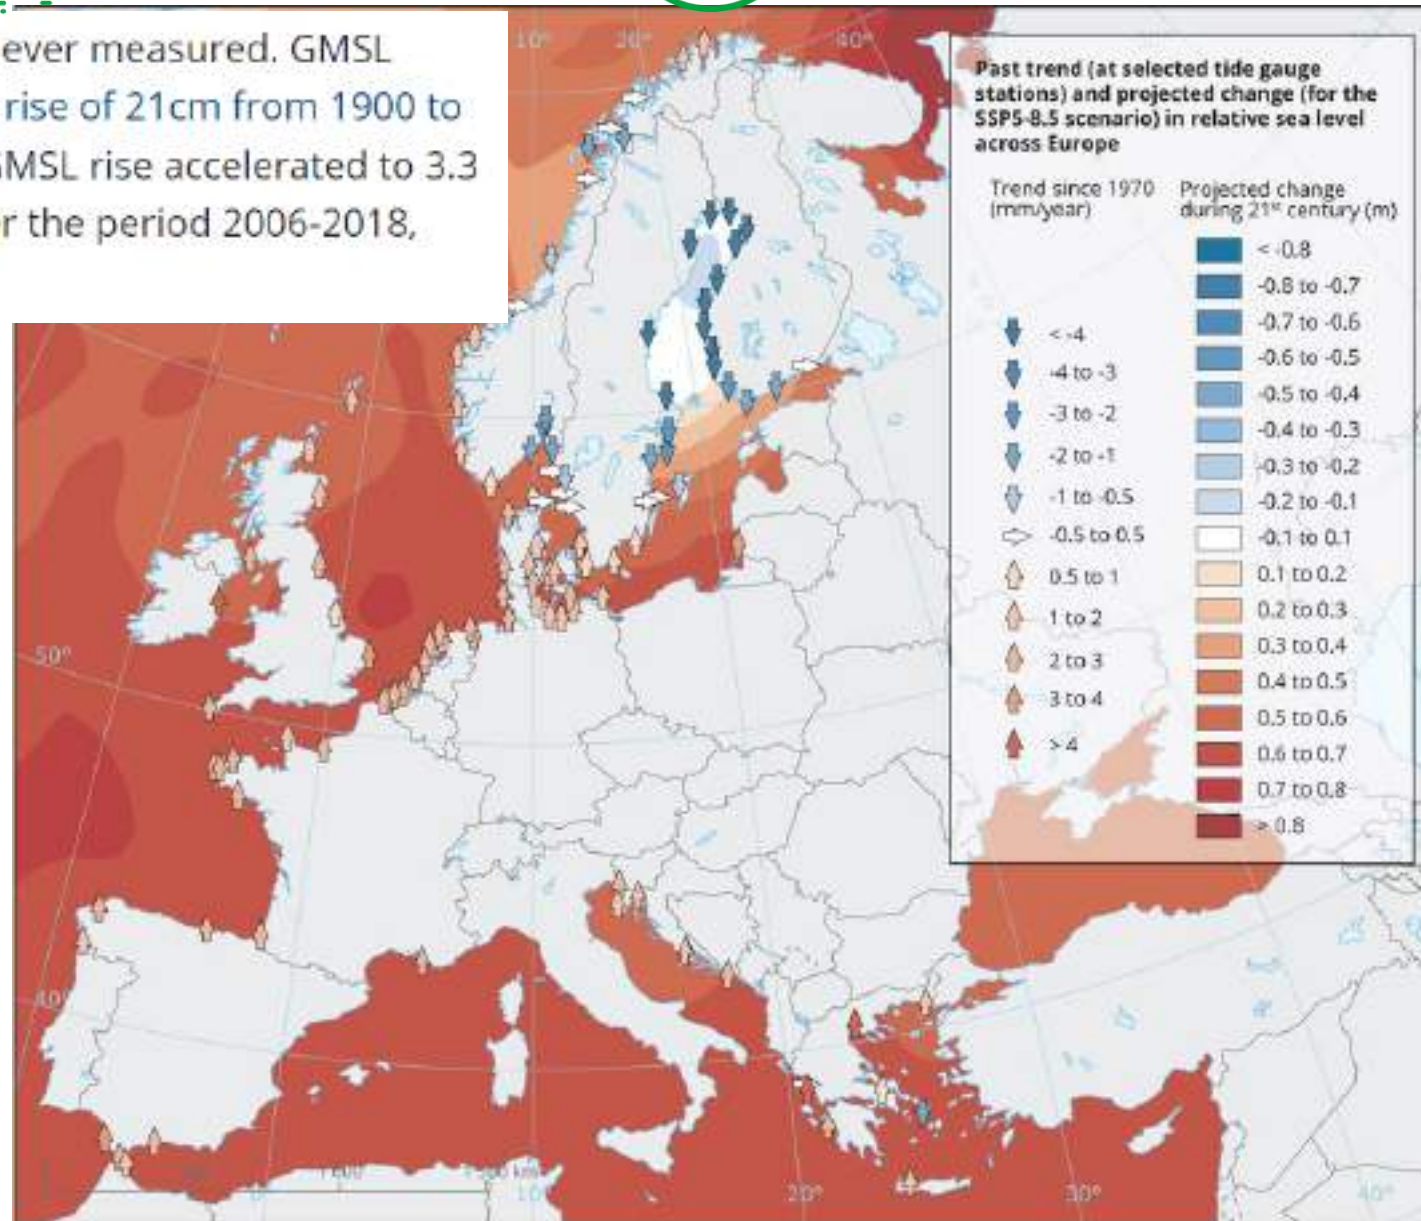 ever measured. GMSL
rise of 21cm from 1900 to
GMSL rise accelerated to 3.3
r the period 2006-2018,
10°
20°
40°
Past trend (at selected tide gauge
stations) and projected change (for the
SSP5-8.5 scenario) in relative sea level
across Europe
Trend since 1970
(mm/year)
< -4
-4 to -3
-3 to -2
-2 to -1
-1 to -0.5
-0.5 to 0.5
0.5 to 1
1 to 2
2 to 3
3 to 4
> 4
Projected change
during 21st century (m)
< -0.8
-0.8 to -0.7
-0.7 to -0.6
-0.6 to -0.5
-0.5 to -0.4
-0.4 to -0.3
-0.3 to -0.2
-0.2 to -0.1
-0.1 to 0.1
0.1 to 0.2
0.2 to 0.3
0.3 to 0.4
0.4 to 0.5
0.5 to 0.6
0.6 to 0.7
0.7 to 0.8
> 0.8
50°
40°
0°
10°
20°
30°
40°